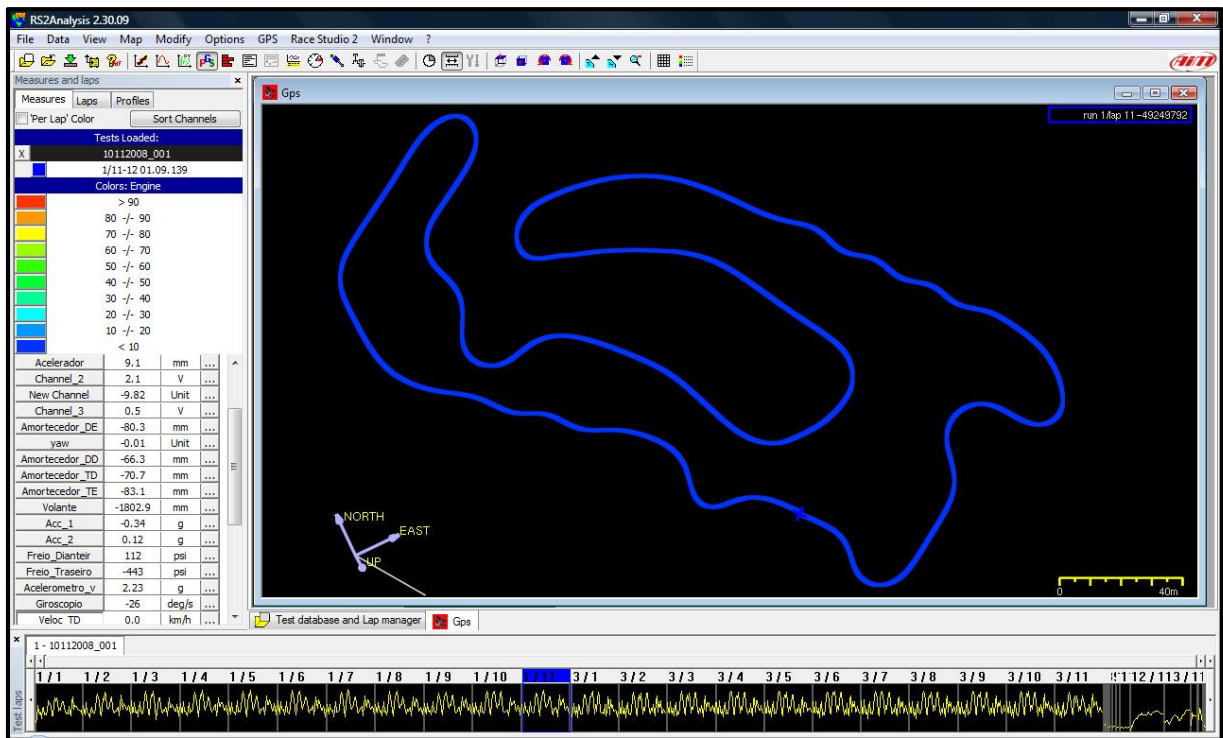 RS2Analysis 2.30.09
File Data View Map Modify Options GPS Race Studio 2 Window ?
AiM
Measures and laps
Measures Laps Profiles
'Per Lap' Color Sort Channels
Tests Loaded:
X 10112008_001
1/11-12 01.09.139
Colors: Engine
> 90
80 -/- 90
70 -/- 80
60 -/- 70
50 -/- 60
40 -/- 50
30 -/- 40
20 -/- 30
10 -/- 20
< 10
Acelerador 9.1 mm ...
Channel_2 2.1 V ...
New Channel -9.82 Unit ...
Channel_3 0.5 V ...
Amortecedor_DE -80.3 mm ...
yaw -0.01 Unit ...
Amortecedor_DD -66.3 mm ...
Amortecedor_TD -70.7 mm ...
Amortecedor_TE -83.1 mm ...
Volante -1802.9 mm ...
Acc_1 -0.34 g ...
Acc_2 0.12 g ...
Freio_Dianteir 112 psi ...
Freio_Traseiro -443 psi ...
Acelerometro_v 2.23 g ...
Giroscopio -26 deg/s ...
Veloc TD 0.0 km/h ...
Gps
run 1/lap 11-49249792
NORTH
EAST
UP
0 40m
Test database and Lap manager Gps
1 - 10112008_001
Test laps
1 / 1 1 / 2 1 / 3 1 / 4 1 / 5 1 / 6 1 / 7 1 / 8 1 / 9 1 / 10 1 / 11 3 / 1 3 / 2 3 / 3 3 / 4 3 / 5 3 / 6 3 / 7 3 / 8 3 / 9 3 / 10 3 / 11